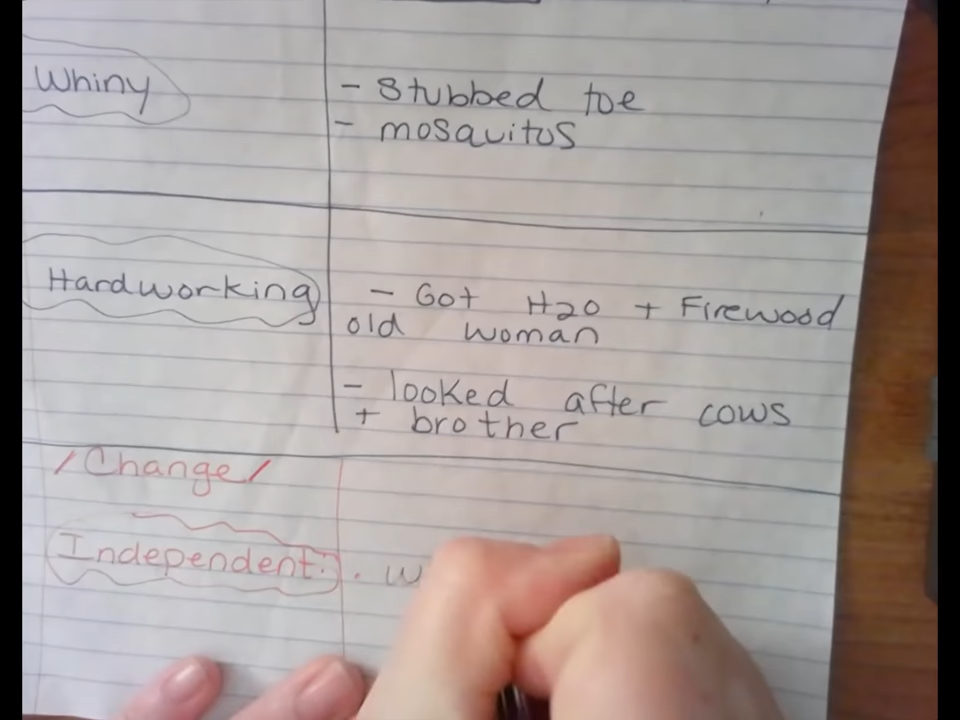 Whiny
- Stubbed toe
- mosquitos
Hardworking
- Got H2O + Firewood
old woman
- looked after cows
+ brother
/Change/
Independent: